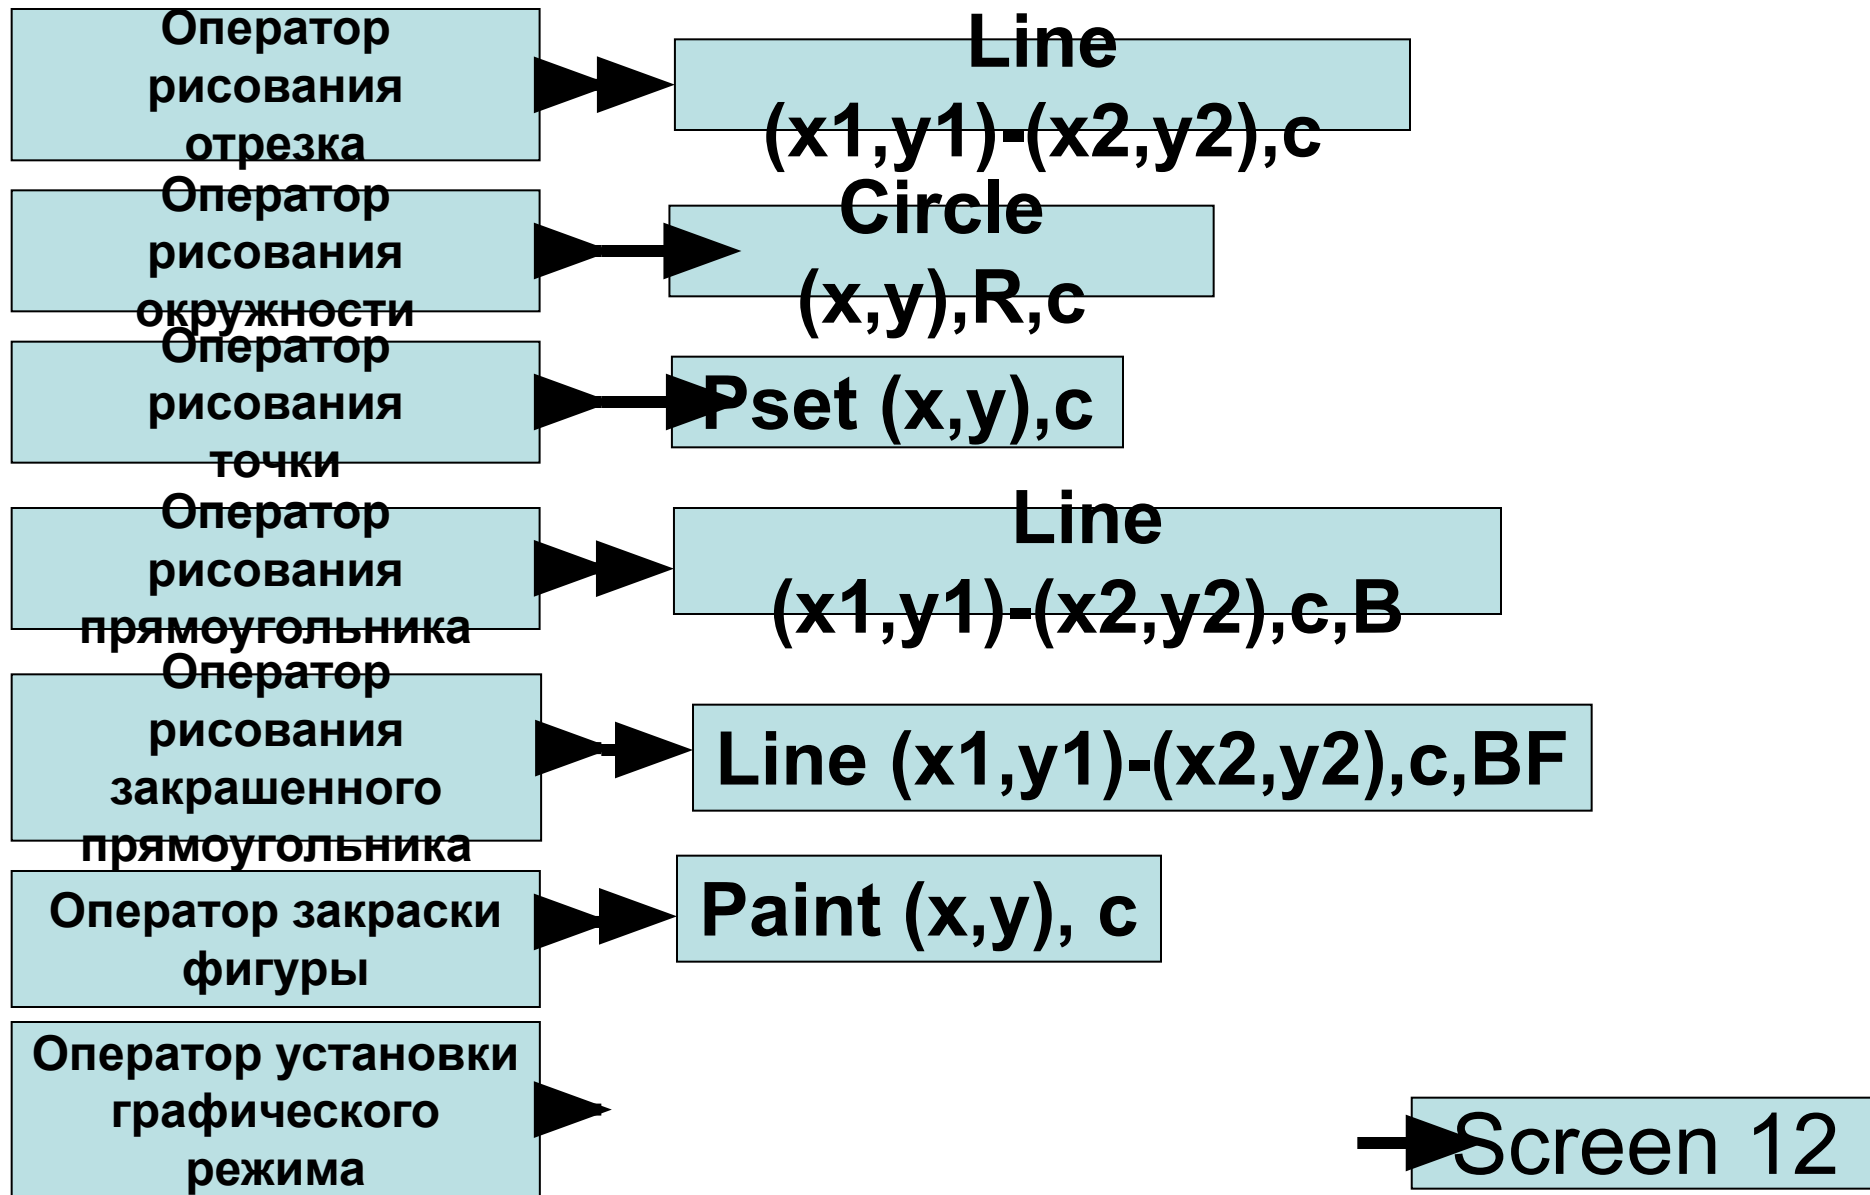 Оператор
рисования
отрезка
Line
(x1,y1)-(x2,y2),c
Оператор
рисования
окружности
Circle
(x,y),R,c
Оператор
рисования
точки
Pset (x,y),c
Оператор
рисования
прямоугольника
Line
(x1,y1)-(x2,y2),c,B
Оператор
рисования
закрашенного
прямоугольника
Line (x1,y1)-(x2,y2),c,BF
Оператор закраски
фигуры
Paint (x,y), c
Оператор установки
графического
режима
Screen 12